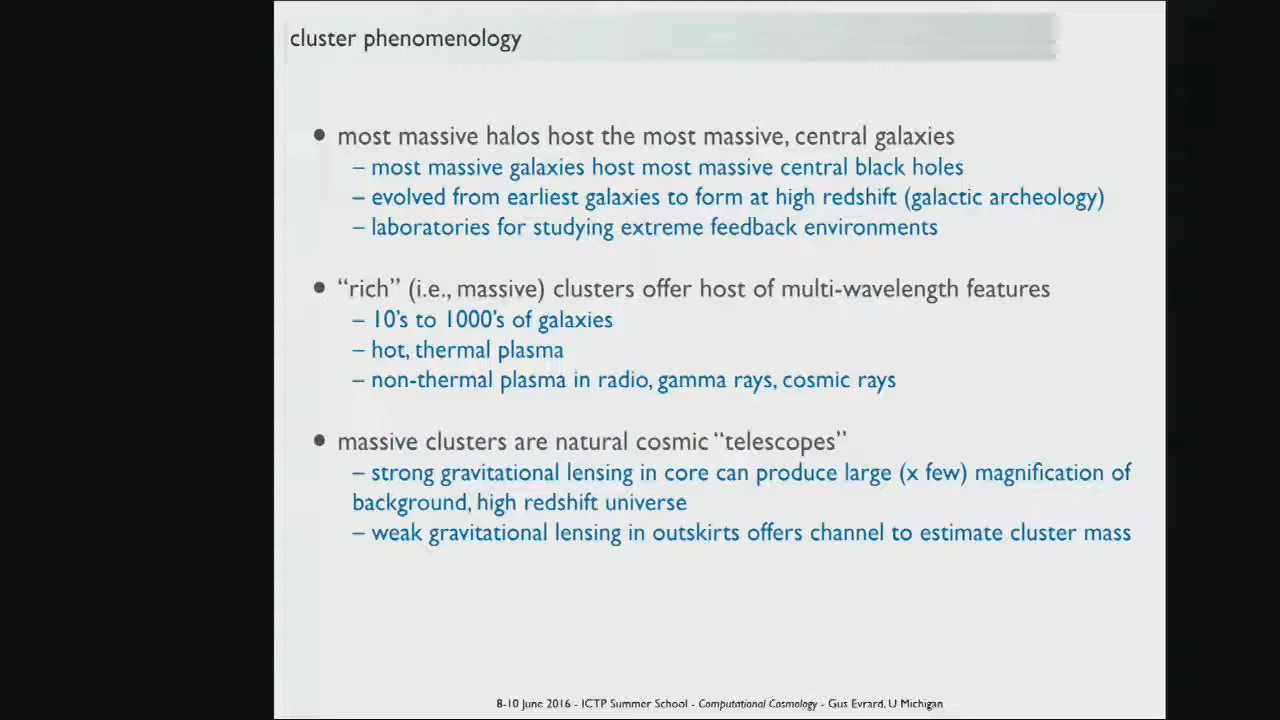 cluster phenomenology
• most massive halos host the most massive, central galaxies
– most massive galaxies host most massive central black holes
– evolved from earliest galaxies to form at high redshift (galactic archeology)
– laboratories for studying extreme feedback environments
• “rich” (i.e., massive) clusters offer host of multi-wavelength features
– 10’s to 1000’s of galaxies
– hot, thermal plasma
– non-thermal plasma in radio, gamma rays, cosmic rays
• massive clusters are natural cosmic “telescopes”
– strong gravitational lensing in core can produce large (x few) magnification of
background, high redshift universe
– weak gravitational lensing in outskirts offers channel to estimate cluster mass
8-10 June 2016 - ICTP Summer School - Computational Cosmology - Gus Evrard, U Michigan